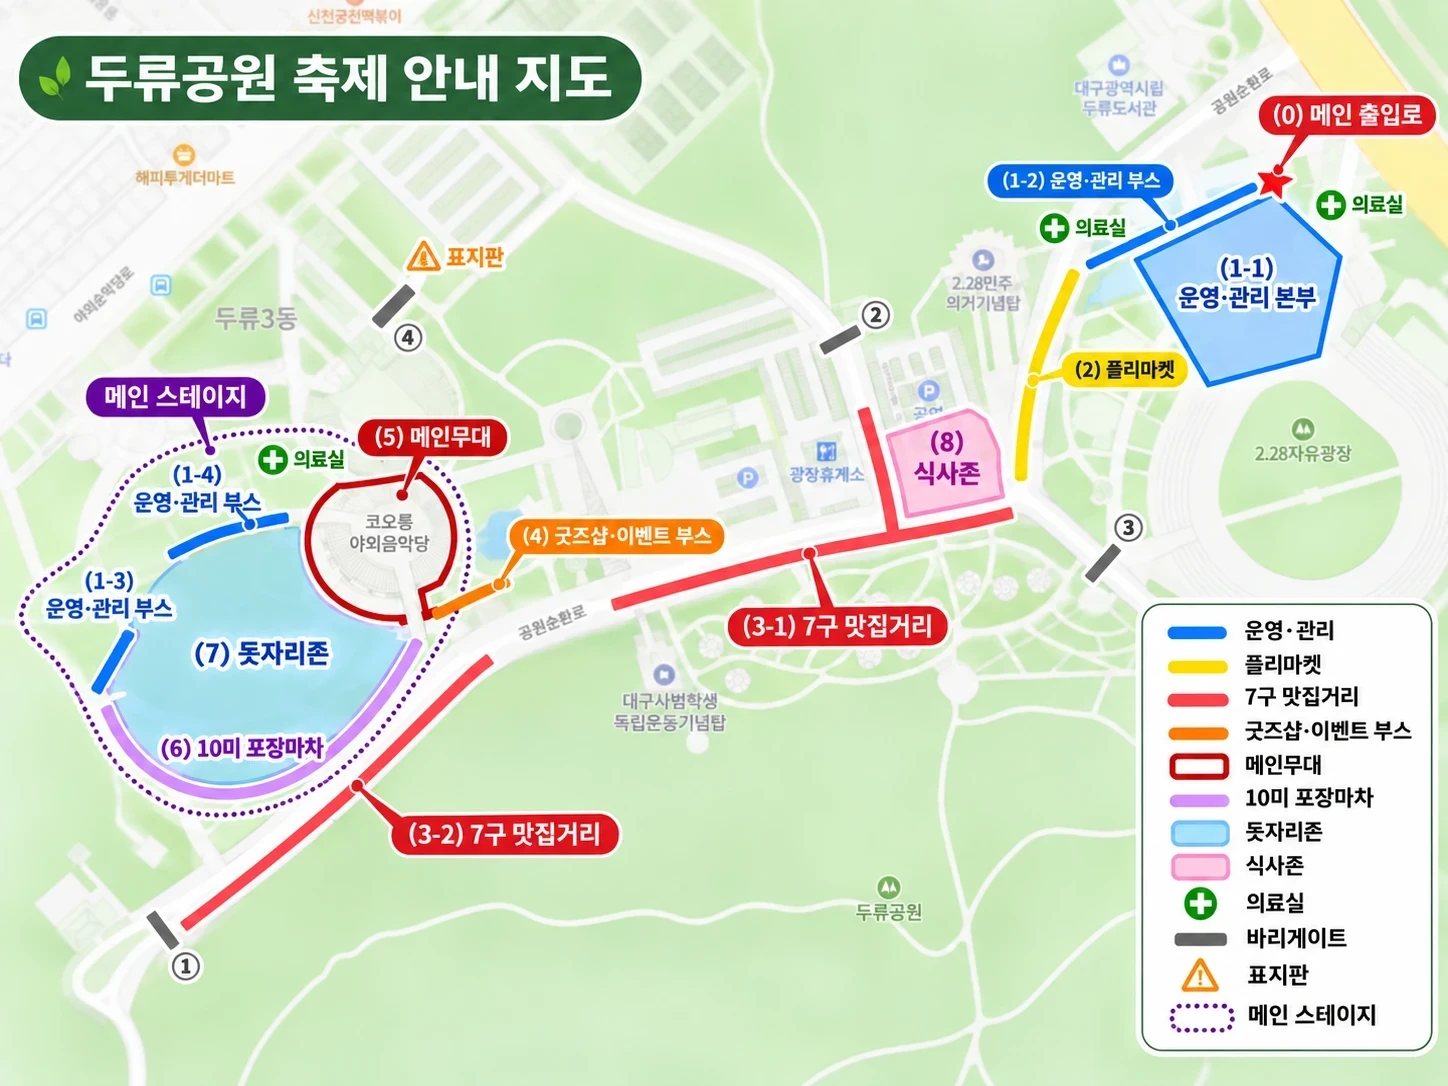 신천궁전떡볶이
두류공원 축제 안내 지도
해피투게더마트
야외순악당로
두류3동
표지판
④
대구광역시립
두류도서관
공원순환로
(0) 메인 출입로
(1-2) 운영·관리 부스
의료실
의료실
(1-1)
운영·관리 본부
2.28민주
의거기념탑
②
(2) 플리마켓
공영
(8)
식사존
광장휴게소
2.28자유광장
③
메인 스테이지
(5) 메인무대
의료실
(1-4)
운영·관리 부스
코오롱
야외음악당
(4) 굿즈샵·이벤트 부스
(1-3)
운영·관리 부스
(7) 돗자리존
공원순환로
(3-1) 7구 맛집거리
대구사범학생
독립운동기념탑
(6) 10미 포장마차
(3-2) 7구 맛집거리
①
두류공원
운영·관리
플리마켓
7구 맛집거리
굿즈샵·이벤트 부스
메인무대
10미 포장마차
돗자리존
식사존
의료실
바리게이트
표지판
메인 스테이지